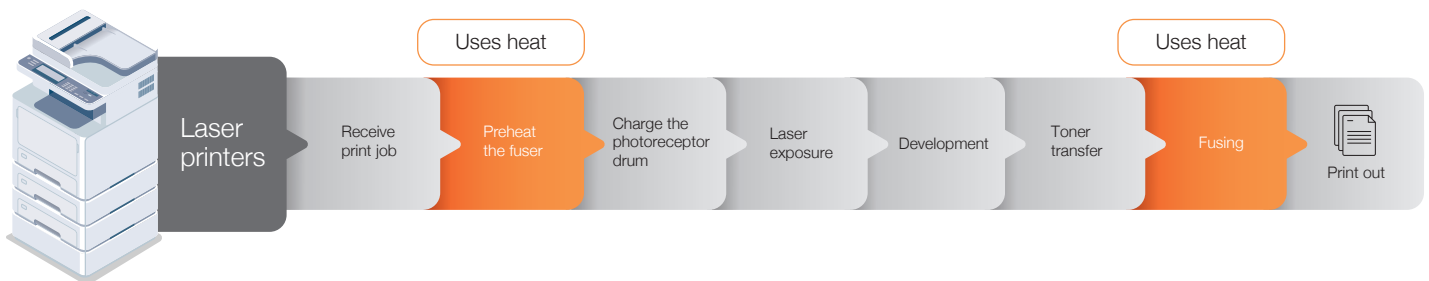 Uses heat
Uses heat
Laser
printers
Receive
print job
Preheat
the fuser
Charge the
photoreceptor
drum
Laser
exposure
Development
Toner
transfer
Fusing
Print out